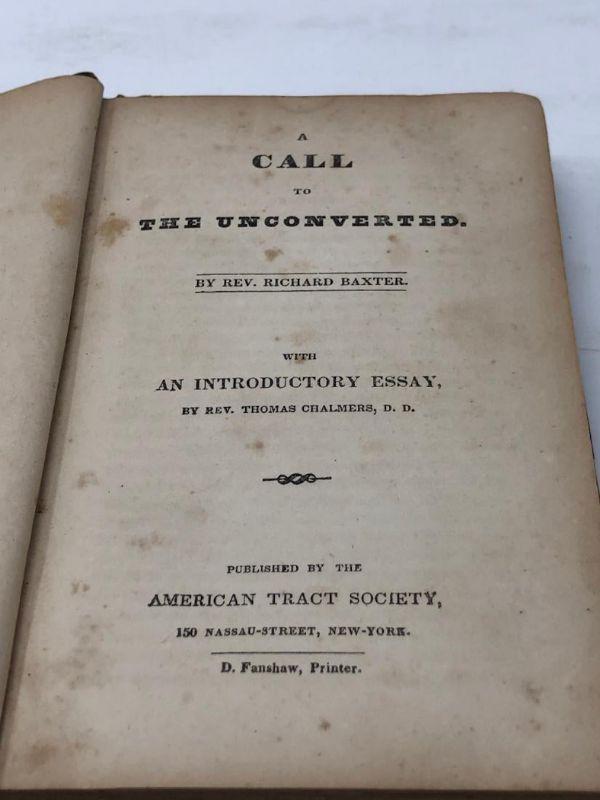 A
CALL
TO
THE UNCONVERTED.
BY REV. RICHARD BAXTER.
WITH
AN INTRODUCTORY ESSAY,
BY REV. THOMAS CHALMERS, D. D.
PUBLISHED BY THE
AMERICAN TRACT SOCIETY,
150 NASSAU-STREET, NEW-YORK.
D. Fanshaw, Printer.